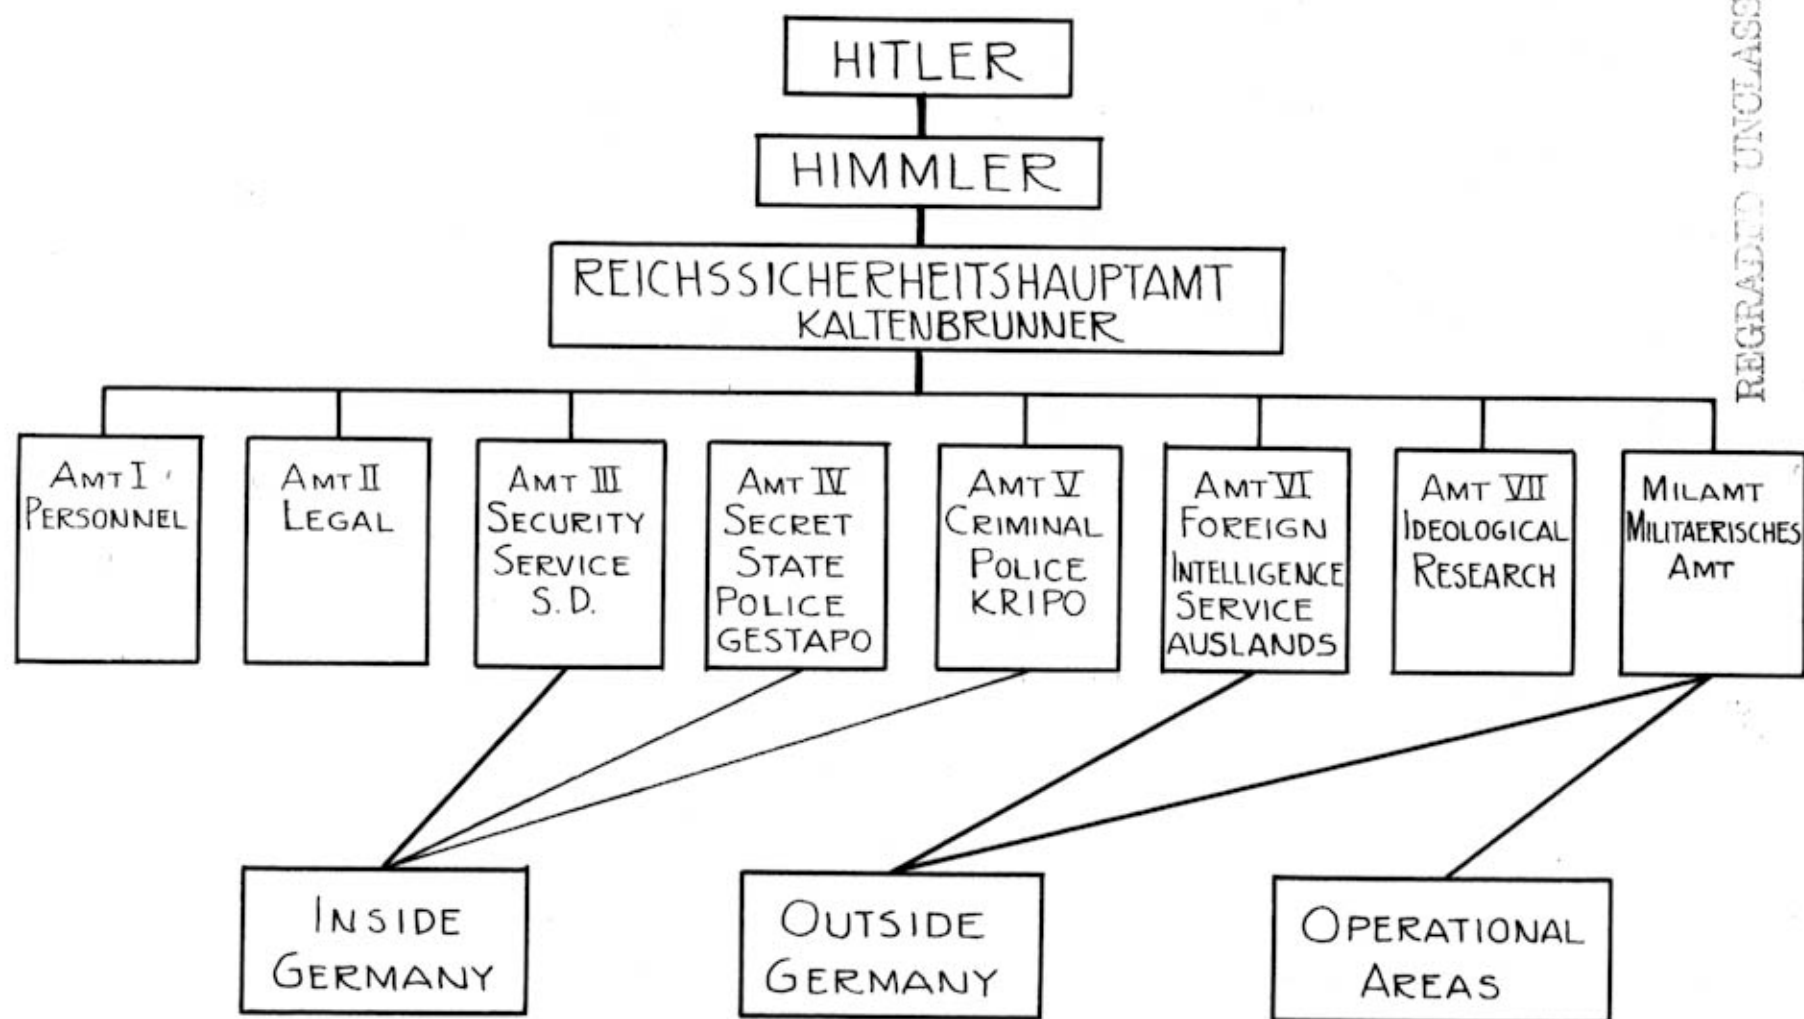 HITLER
HIMMLER
REICHSSICHERHEITSHAUPTAMT
KALTENBRUNNER
AMT I
PERSONNEL
AMT II
LEGAL
AMT III
SECURITY
SERVICE
S.D.
AMT IV
SECRET
STATE
POLICE
GESTAPO
AMT V
CRIMINAL
POLICE
KRIPO
AMT VI
FOREIGN
INTELLIGENCE
SERVICE
AUSLANDS
AMT VII
IDEOLOGICAL
RESEARCH
MILAMT
MILITAERISCHES
AMT
INSIDE
GERMANY
OUTSIDE
GERMANY
OPERATIONAL
AREAS
REGRADED UNCLASS